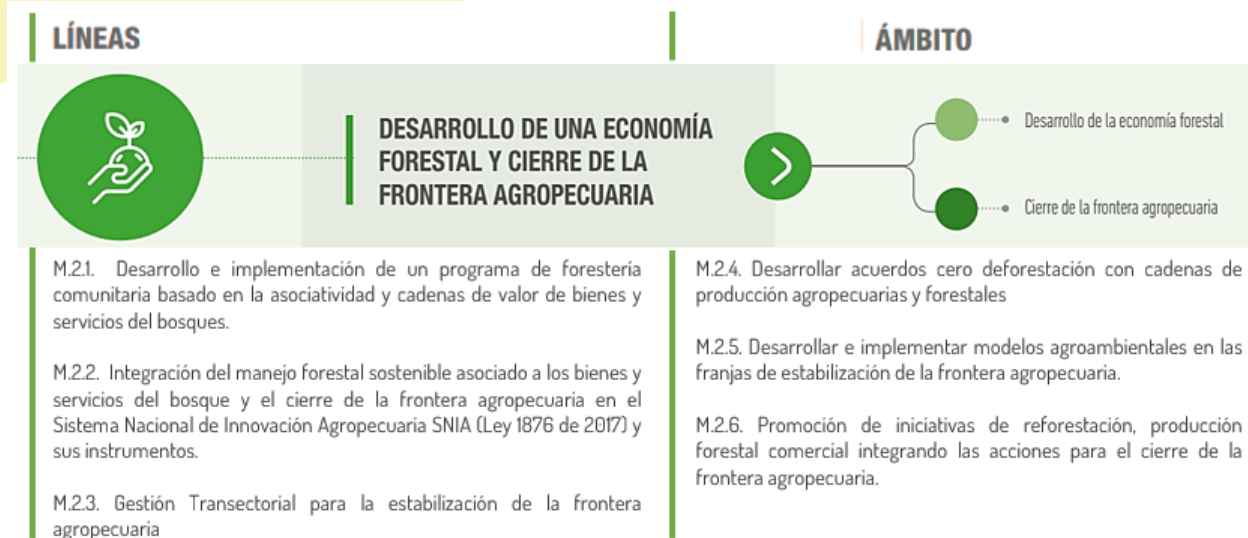 LÍNEAS
ÁMBITO
DESARROLLO DE UNA ECONOMÍA
FORESTAL Y CIERRE DE LA
FRONTERA AGROPECUARIA
Desarrollo de la economía forestal
Cierre de la frontera agropecuaria
M.2.1. Desarrollo e implementación de un programa de forestería
comunitaria basado en la asociatividad y cadenas de valor de bienes y
servicios del bosques.
M.2.2. Integración del manejo forestal sostenible asociado a los bienes y
servicios del bosque y el cierre de la frontera agropecuaria en el
Sistema Nacional de Innovación Agropecuaria SNIA (Ley 1876 de 2017) y
sus instrumentos.
M.2.3. Gestión Transectorial para la estabilización de la frontera
agropecuaria
M.2.4. Desarrollar acuerdos cero deforestación con cadenas de
producción agropecuarias y forestales
M.2.5. Desarrollar e implementar modelos agroambientales en las
franjas de estabilización de la frontera agropecuaria.
M.2.6. Promoción de iniciativas de reforestación, producción
forestal comercial integrando las acciones para el cierre de la
frontera agropecuaria.